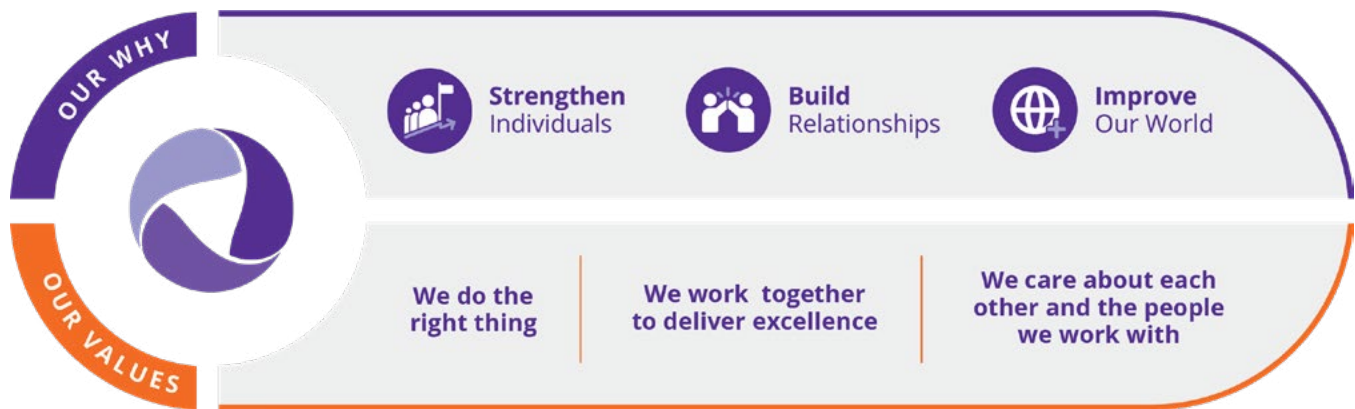 OUR WHY
Strengthen
Individuals
Build
Relationships
Improve
Our World
OUR VALUES
We do the
right thing
We work together
to deliver excellence
We care about each
other and the people
we work with